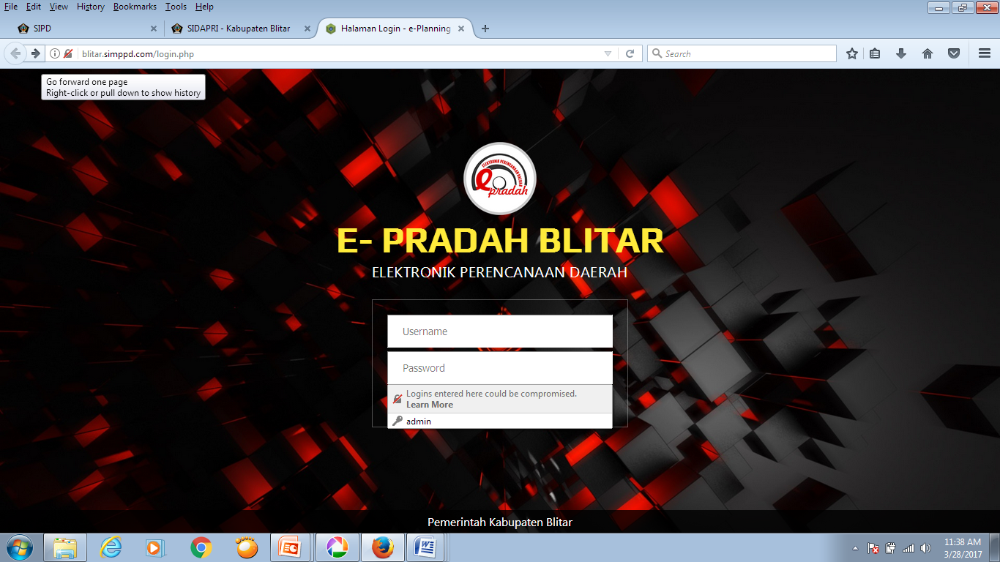 File Edit View History Bookmarks Tools Help
SIPD
SIDAPRI - Kabupaten Blitar
Halaman Login - e-Planning
blitar.simppd.com/login.php
Search
Go forward one page
Right-click or pull down to show history
ELEKTRONIK PERENCANAAN DAERAH
e pradah
E- PRADAH BLITAR
ELEKTRONIK PERENCANAAN DAERAH
Username
Password
Logins entered here could be compromised.
Learn More
admin
Pemerintah Kabupaten Blitar
11:38 AM
3/28/2017